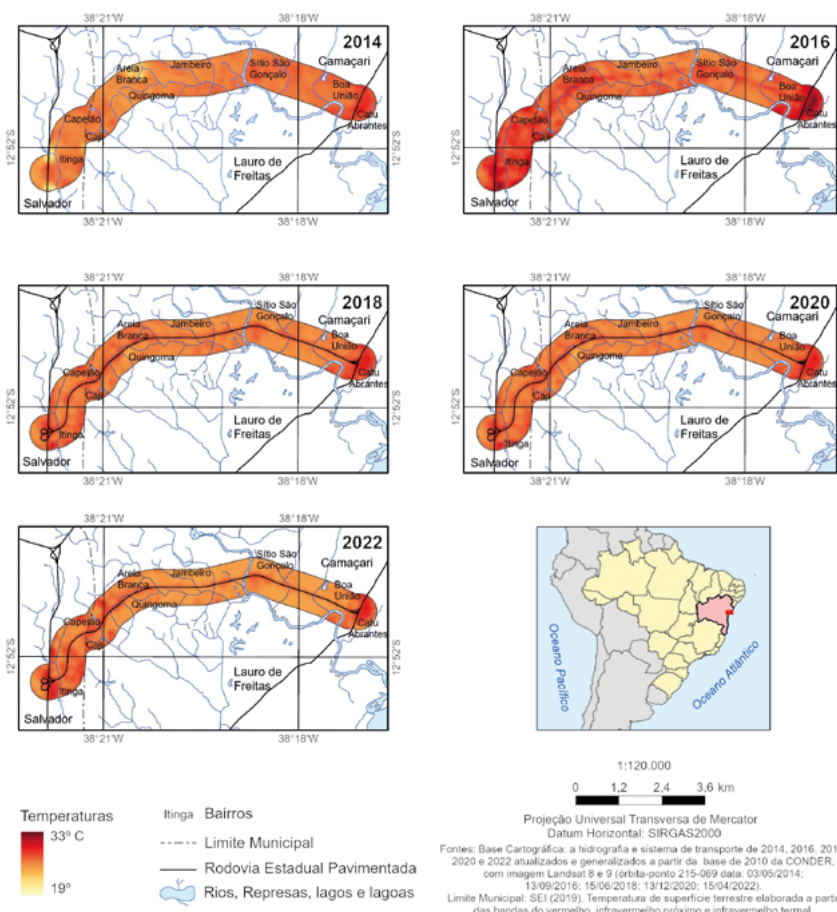 38°21'W 38°18'W
2014
Camaçari
Areia Branca
Jambeiro
Sítio São Gonçalo
Boa União
Quingoma
Capelão
Caji
Catu Abrantes
12°52'S
Itinga
Lauro de Freitas
Salvador
38°21'W 38°18'W
38°21'W 38°18'W
2016
Camaçari
Areia Branca
Jambeiro
Sítio São Gonçalo
Boa União
Quingoma
Capelão
Caji
Catu Abrantes
12°52'S
Itinga
Lauro de Freitas
Salvador
38°21'W 38°18'W
38°21'W 38°18'W
2018
Sítio São Gonçalo
Camaçari
Areia Branca
Jambeiro
Boa União
Quingoma
Capelão
Caji
Catu Abrantes
12°52'S
Itinga
Lauro de Freitas
Salvador
38°21'W 38°18'W
38°21'W 38°18'W
2020
Sítio São Gonçalo
Camaçari
Areia Branca
Jambeiro
Boa União
Quingoma
Capelão
Caji
Catu Abrantes
12°52'S
Itinga
Lauro de Freitas
Salvador
38°21'W 38°18'W
38°21'W 38°18'W
2022
Sítio São Gonçalo
Camaçari
Areia Branca
Jambeiro
Boa União
Quingoma
Capelão
Caji
Catu Abrantes
12°52'S
Itinga
Lauro de Freitas
Salvador
38°21'W 38°18'W
Oceano Pacífico
Oceano Atlântico
Temperaturas
33º C
19º
Itinga Bairros
Limite Municipal
Rodovia Estadual Pavimentada
Rios, Represas, lagos e lagoas
1:120.000
0 1,2 2,4 3,6 km
Projeção Universal Transversa de Mercator
Datum Horizontal: SIRGAS2000
Fontes: Base Cartográfica: a hidrografia e sistema de transporte de 2014, 2016, 201
2020 e 2022 atualizados e generalizados a partir da base de 2010 da CONDER,
com imagem Landsat 8 e 9 (órbita-ponto 215-069 data: 03/05/2014;
13/09/2016; 15/06/2018; 13/12/2020; 15/04/2022).
Limite Municipal: SEI (2019). Temperatura de superfície terrestre elaborada a parti
das bandas do vermelho, infravermelho próximo e infravermelho termal